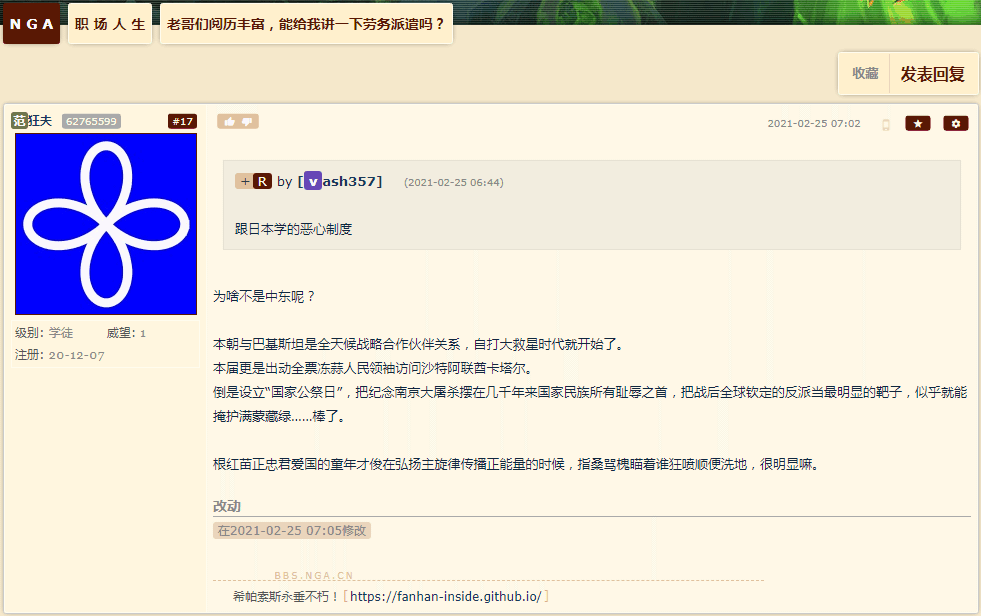 NGA 职场人生 老哥们阅历丰富，能给我讲一下劳务派遣吗？
收藏 发表回复
范狂夫 62765599 #17
2021-02-25 07:02
+ R by [vash357] (2021-02-25 06:44)
跟日本学的恶心制度
级别: 学徒 威望: 1
注册: 20-12-07
为啥不是中东呢？
本朝与巴基斯坦是全天候战略合作伙伴关系，自打大救星时代就开始了。
本届更是出动全票冻蒜人民领袖访问沙特阿联酋卡塔尔。
倒是设立“国家公祭日”，把纪念南京大屠杀摆在几千年来国家民族所有耻辱之首，把战后全球钦定的反派当最明显的靶子，似乎就能
掩护满蒙藏绿……棒了。
根红苗正忠君爱国的童年才俊在弘扬主旋律传播正能量的时候，指桑骂槐瞄着谁狂喷顺便洗地，很明显嘛。
改动
在2021-02-25 07:05修改
BBS.NGA.CN
希帕索斯永垂不朽！[https://fanhan-inside.github.io/]